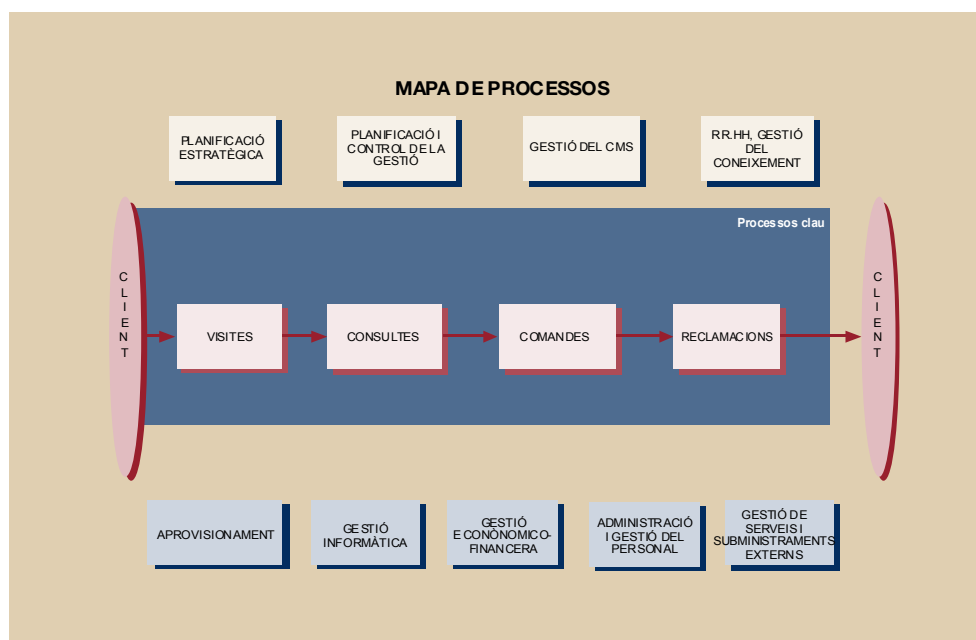 MAPA DE PROCESSOS
PLANIFICACIÓ
ESTRATÈGICA
PLANIFICACIÓ I
CONTROL DE LA
GESTIÓ
GESTIÓ DEL CMS
RR.HH, GESTIÓ
DEL
CONEIXEMENT
Processos clau
CLIENT
VISITES
CONSULTES
COMANDES
RECLAMACIONS
CLIENT
APROVISIONAMENT
GESTIÓ
INFORMÀTICA
GESTIÓ
ECONÒNOMICO-
FINANCERA
ADMINISTRACIÓ
I GESTIÓ DEL
PERSONAL
GESTIÓ DE
SERVEIS I
SUBMINISTRAMENTS
EXTERNS